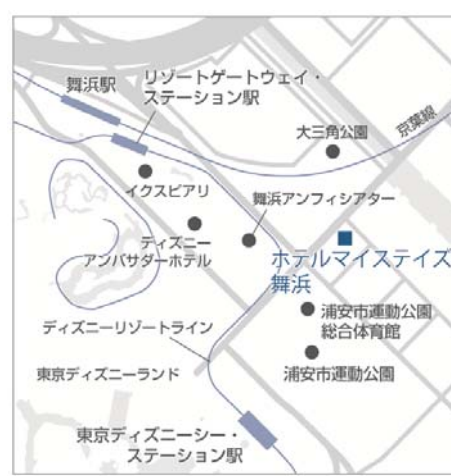 リゾートゲートウェイ・
ステーション駅
舞浜駅
大三角公園
京葉線
イクスピアリ
舞浜アンフィシアター
ディズニー
アンバサダーホテル
ホテルマイステイズ
舞浜
浦安市運動公園
総合体育館
ディズニーリゾートライン
浦安市運動公園
東京ディズニーランド
東京ディズニーシー・
ステーション駅